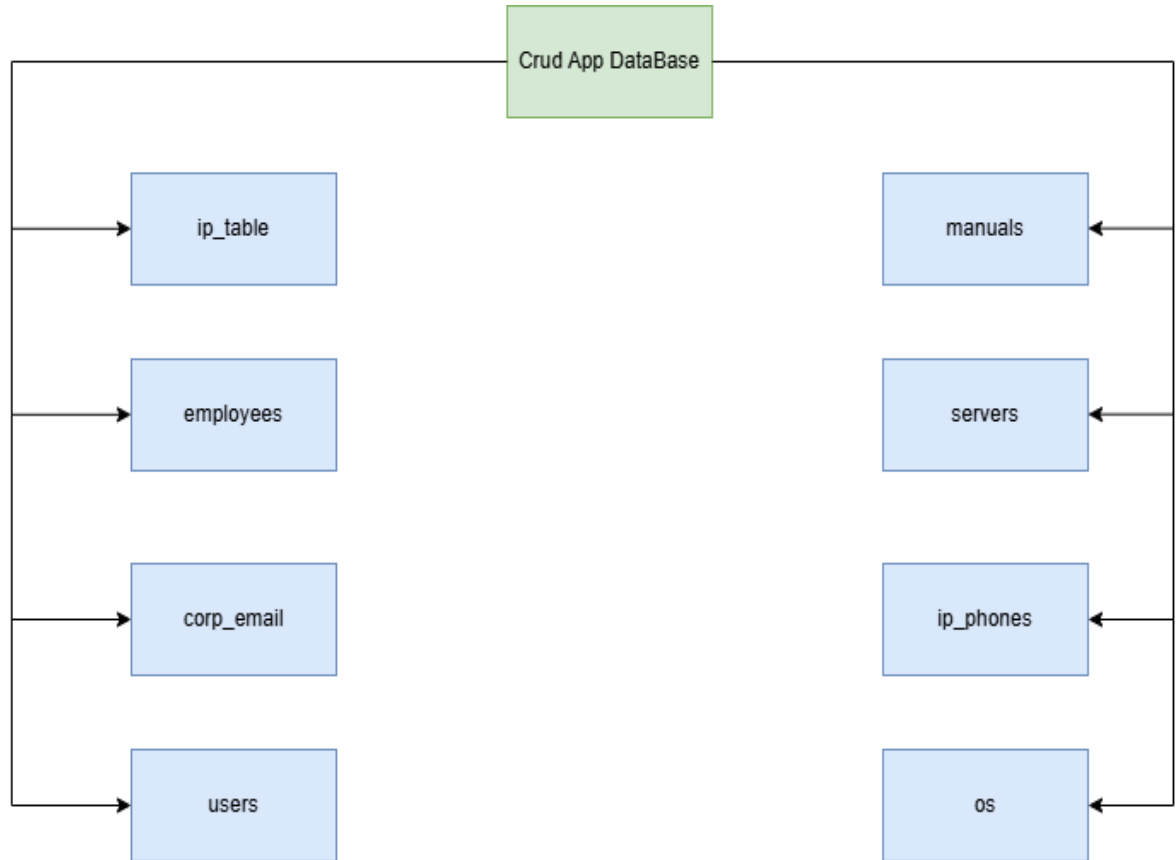 Crud App DataBase
ip_table
manuals
employees
servers
corp_email
ip_phones
users
os